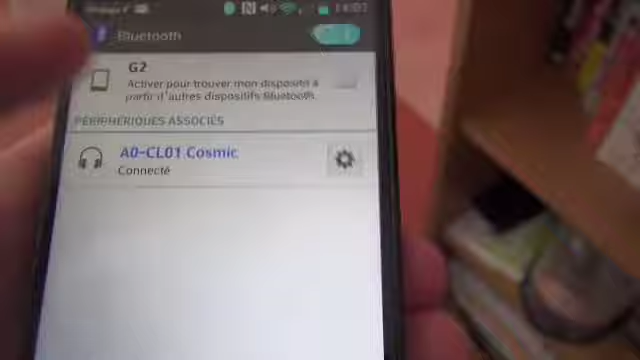 Bluetooth
G2
Activer pour trouver mon dispositif à
partir d'autres dispositifs Bluetooth.
PÉRIPHÉRIQUES ASSOCIÉS
A0-CL01 Cosmic
Connecté